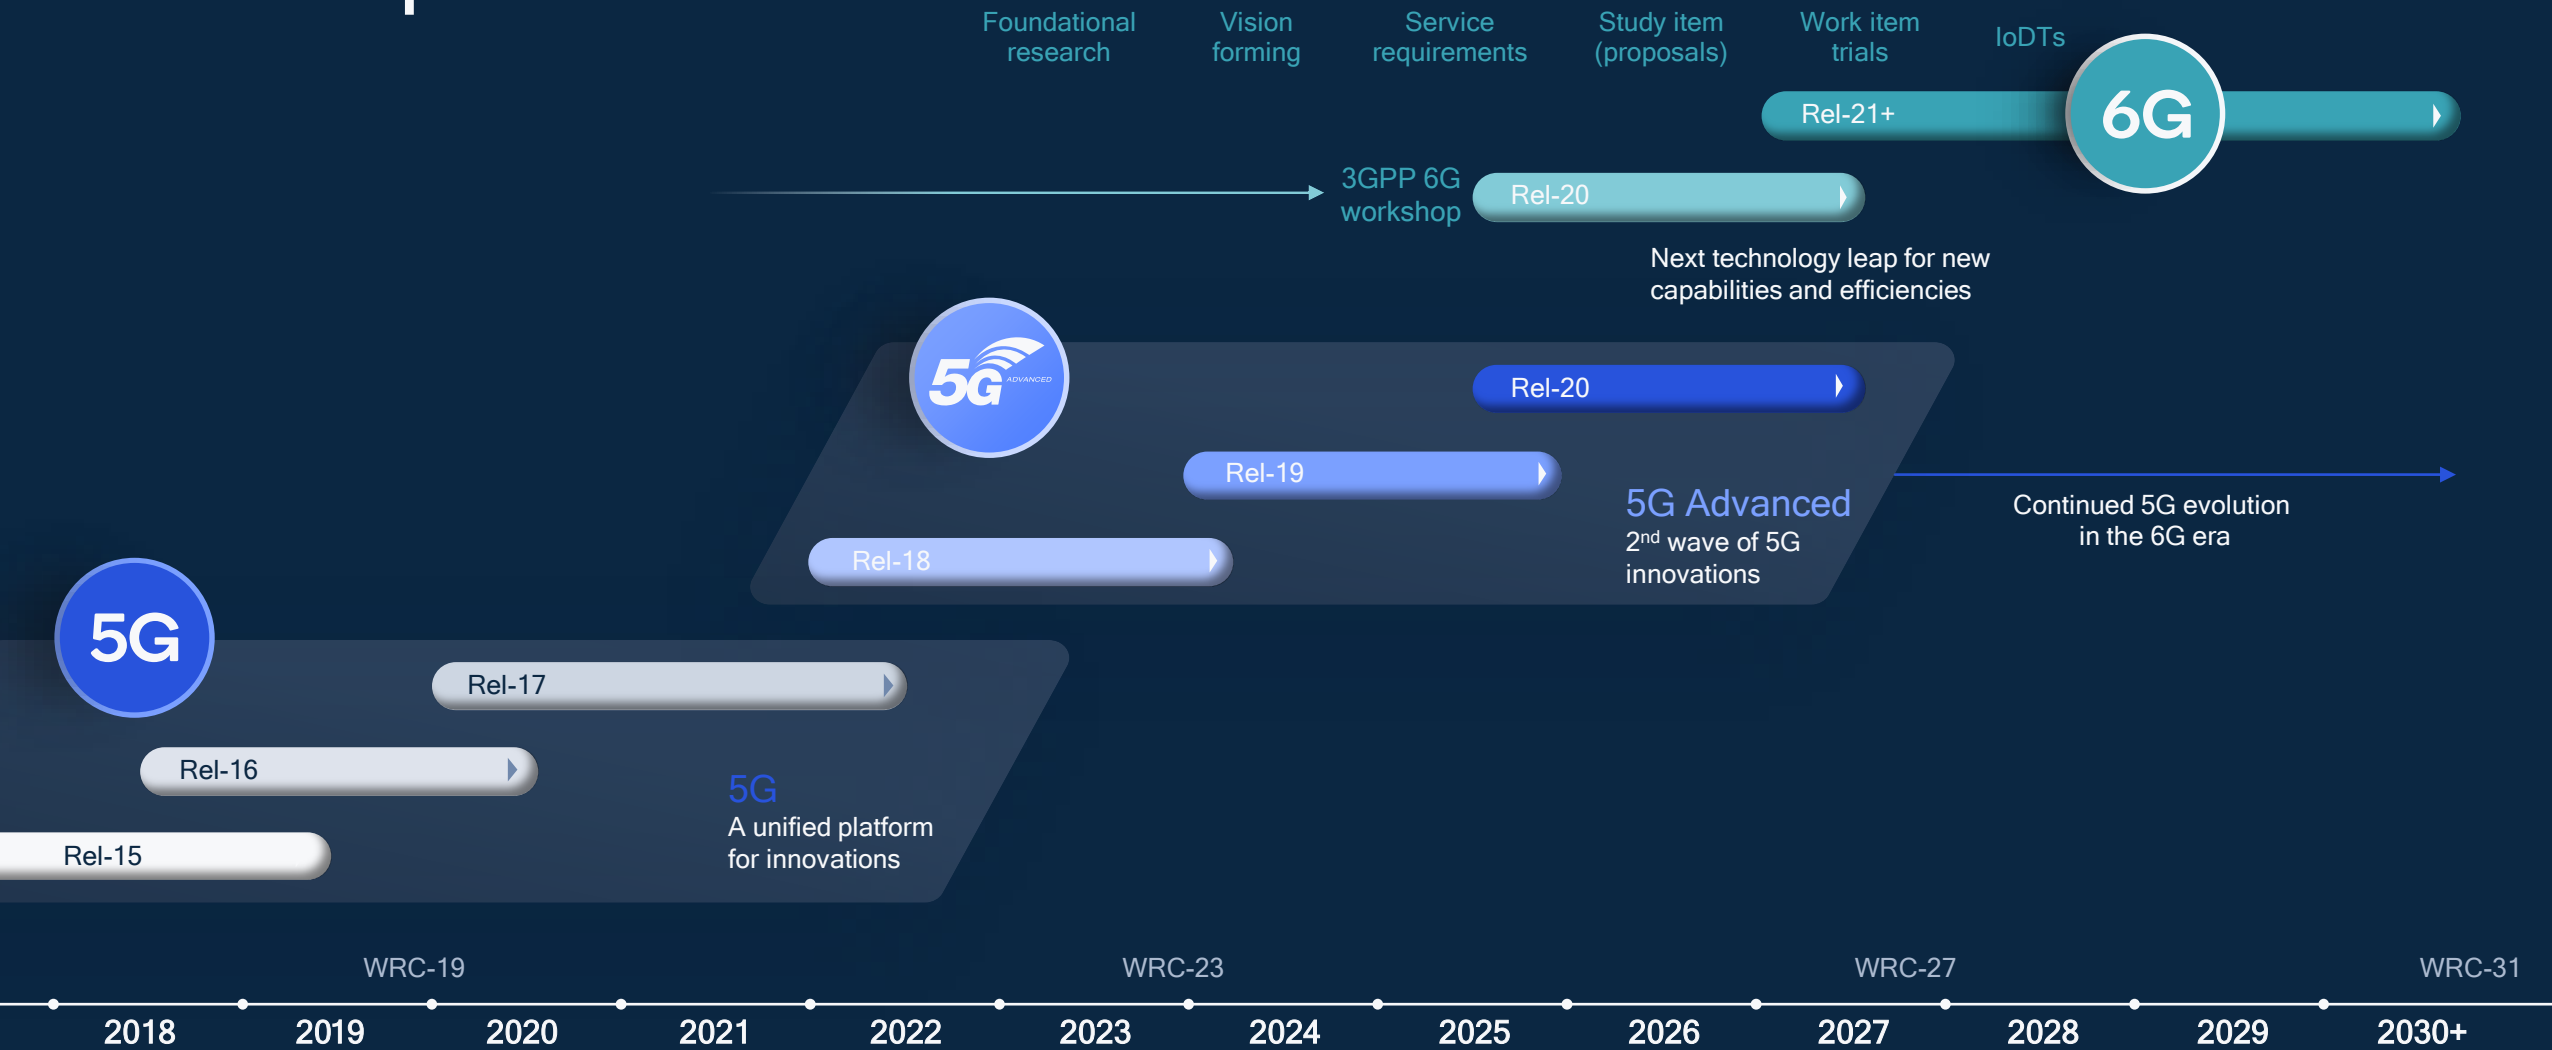 Foundational
research
Vision
forming
Service
requirements
Study item
(proposals)
Work item
trials
IoDTs
Rel-21+
6G
3GPP 6G
workshop
Rel-20
Next technology leap for new
capabilities and efficiencies
5G ADVANCED
Rel-20
Rel-19
5G Advanced
2nd wave of 5G
innovations
Continued 5G evolution
in the 6G era
Rel-18
5G
Rel-17
Rel-16
5G
A unified platform
for innovations
Rel-15
WRC-19
WRC-23
WRC-27
WRC-31
2018 2019 2020 2021 2022 2023 2024 2025 2026 2027 2028 2029 2030+